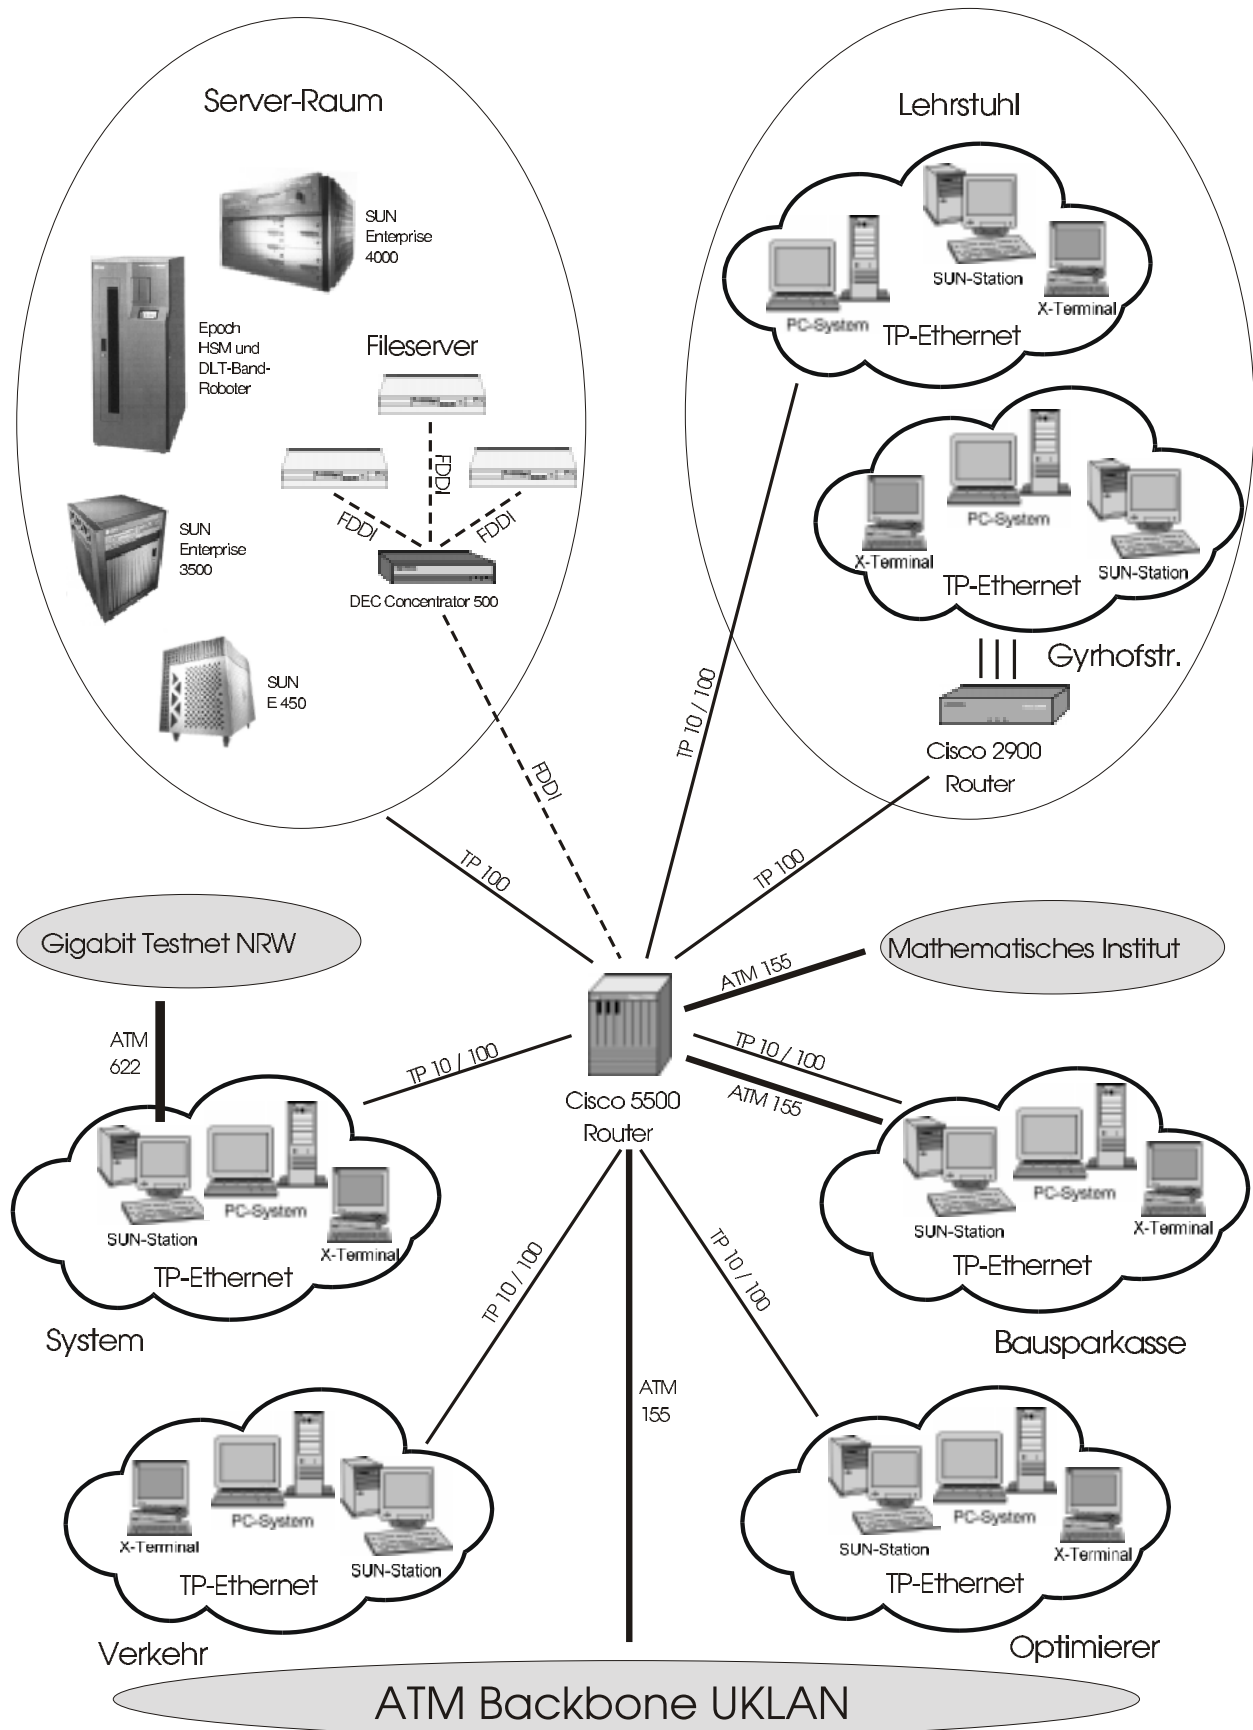 Server-Raum
SUN
Enterprise
4000
Epoch
HSM und
DLT-Band-
Roboter
Fileserver
FDDI
FDDI
FDDI
SUN
Enterprise
3500
DEC Concentrator 500
SUN
E 450
FDDI
TP 100
Lehrstuhl
SUN-Station
PC-System
X-Terminal
TP-Ethernet
PC-System
X-Terminal
SUN-Station
TP-Ethernet
Gyrhofstr.
Cisco 2900
Router
TP 10 / 100
TP 100
Gigabit Testnet NRW
Mathematisches Institut
ATM 155
ATM
622
TP 10 / 100
TP 10 / 100
ATM 155
Cisco 5500
Router
PC-System
SUN-Station
X-Terminal
TP-Ethernet
System
PC-System
SUN-Station
X-Terminal
TP-Ethernet
Bausparkasse
TP 10 / 100
TP 10 / 100
ATM
155
PC-System
X-Terminal
SUN-Station
TP-Ethernet
Verkehr
PC-System
SUN-Station
X-Terminal
TP-Ethernet
Optimierer
ATM Backbone UKLAN